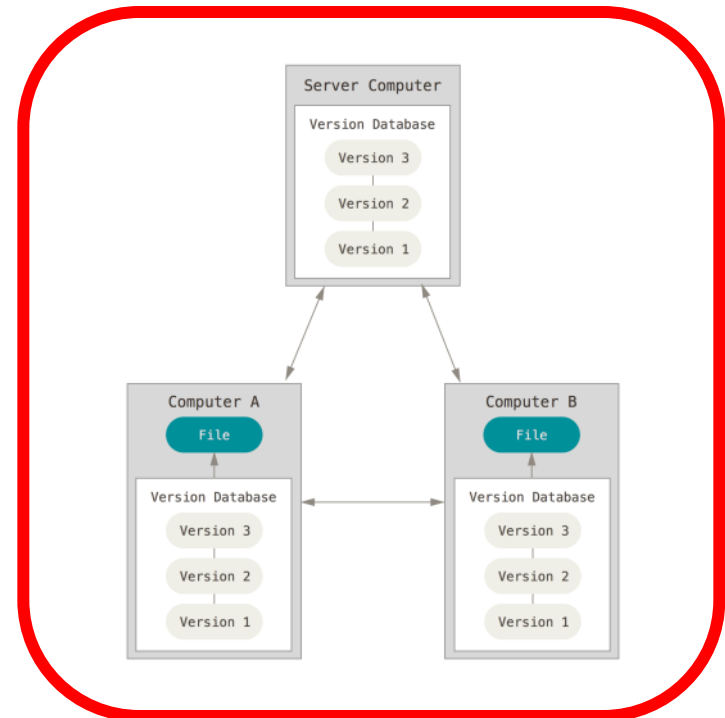 Server Computer
Version Database
Version 3
Version 2
Version 1
Computer A
File
Version Database
Version 3
Version 2
Version 1
Computer B
File
Version Database
Version 3
Version 2
Version 1